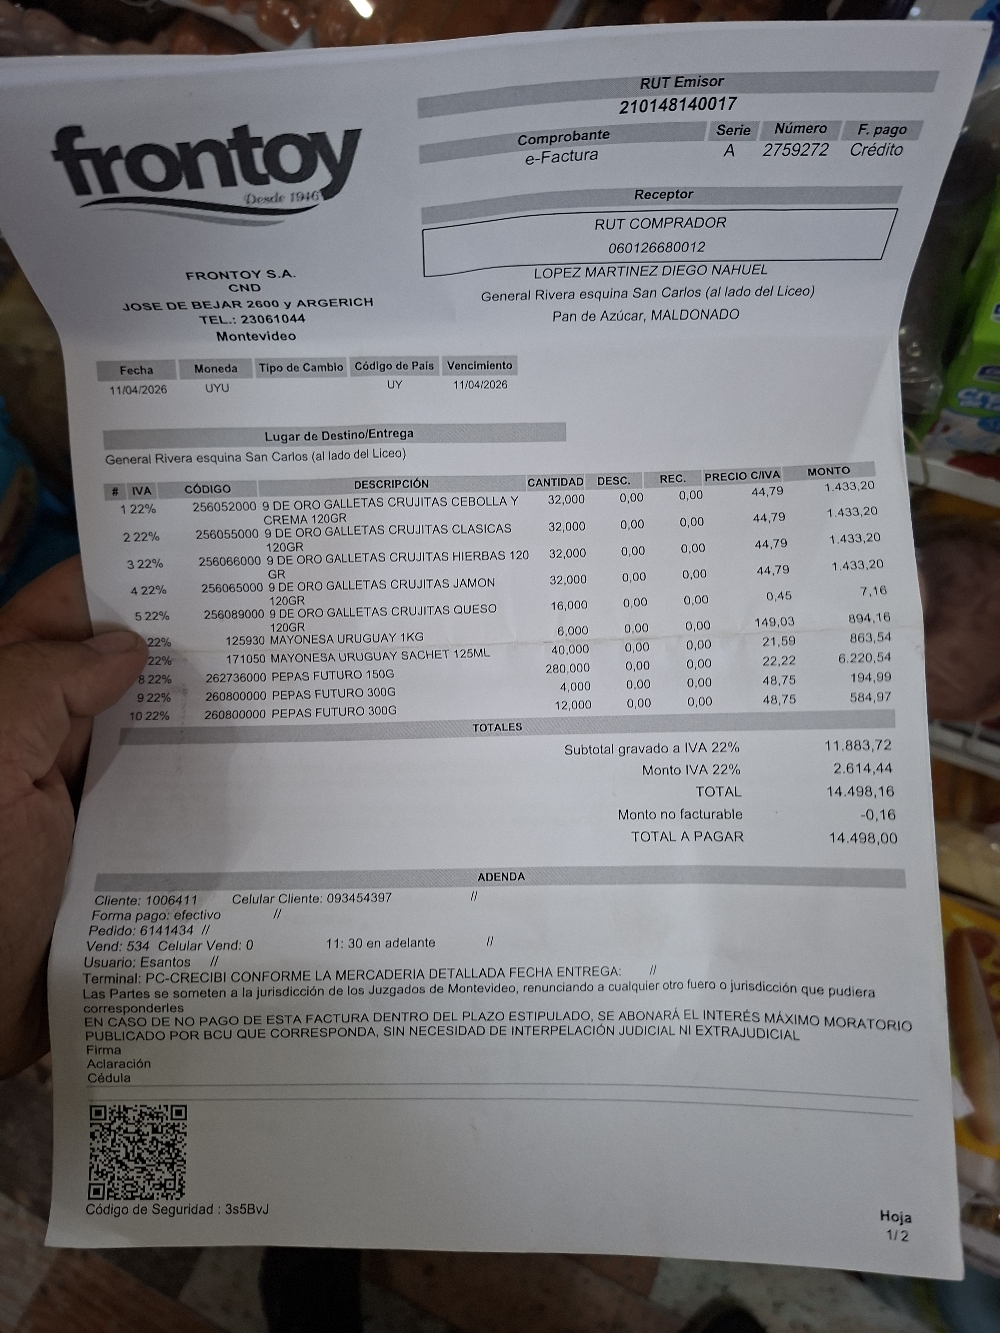 frontoy
Desde 1946
RUT Emisor
210148140017
Comprobante Serie Número F. pago
e-Factura A 2759272 Crédito
Receptor
RUT COMPRADOR
060126680012
LOPEZ MARTINEZ DIEGO NAHUEL
General Rivera esquina San Carlos (al lado del Liceo)
Pan de Azúcar, MALDONADO
FRONTOY S.A.
CND
JOSE DE BEJAR 2600 y ARGERICH
TEL.: 23061044
Montevideo
Fecha Moneda Tipo de Cambio Código de País Vencimiento
11/04/2026 UYU UY 11/04/2026
Lugar de Destino/Entrega
General Rivera esquina San Carlos (al lado del Liceo)
# IVA CÓDIGO DESCRIPCIÓN CANTIDAD DESC. REC. PRECIO C/IVA MONTO
1 22% 256052000 9 DE ORO GALLETAS CRUJITAS CEBOLLA Y 32,000 0,00 0,00 44,79 1.433,20
CREMA 120GR
2 22% 256055000 9 DE ORO GALLETAS CRUJITAS CLASICAS 32,000 0,00 0,00 44,79 1.433,20
120GR
3 22% 256066000 9 DE ORO GALLETAS CRUJITAS HIERBAS 120 32,000 0,00 0,00 44,79 1.433,20
GR
4 22% 256065000 9 DE ORO GALLETAS CRUJITAS JAMON 32,000 0,00 0,00 44,79 1.433,20
120GR
5 22% 256089000 9 DE ORO GALLETAS CRUJITAS QUESO 16,000 0,00 0,00 0,45 7,16
120GR
22% 125930 MAYONESA URUGUAY 1KG 6,000 0,00 0,00 149,03 894,16
22% 171050 MAYONESA URUGUAY SACHET 125ML 40,000 0,00 0,00 21,59 863,54
8 22% 262736000 PEPAS FUTURO 150G 280,000 0,00 0,00 22,22 6.220,54
9 22% 260800000 PEPAS FUTURO 300G 4,000 0,00 0,00 48,75 194,99
10 22% 260800000 PEPAS FUTURO 300G 12,000 0,00 0,00 48,75 584,97
TOTALES
Subtotal gravado a IVA 22% 11.883,72
Monto IVA 22% 2.614,44
TOTAL 14.498,16
Monto no facturable -0,16
TOTAL A PAGAR 14.498,00
ADENDA
Cliente: 1006411 Celular Cliente: 093454397 //
Forma pago: efectivo //
Pedido: 6141434 //
Vend: 534 Celular Vend: 0 11: 30 en adelante //
Usuario: Esantos //
Terminal: PC-CRECIBI CONFORME LA MERCADERIA DETALLADA FECHA ENTREGA: //
Las Partes se someten a la jurisdicción de los Juzgados de Montevideo, renunciando a cualquier otro fuero o jurisdicción que pudiera
corresponderles
EN CASO DE NO PAGO DE ESTA FACTURA DENTRO DEL PLAZO ESTIPULADO, SE ABONARÁ EL INTERÉS MÁXIMO MORATORIO
PUBLICADO POR BCU QUE CORRESPONDA, SIN NECESIDAD DE INTERPELACIÓN JUDICIAL NI EXTRAJUDICIAL
Firma
Aclaración
Cédula
Código de Seguridad : 3s5BvJ
Hoja
1/2